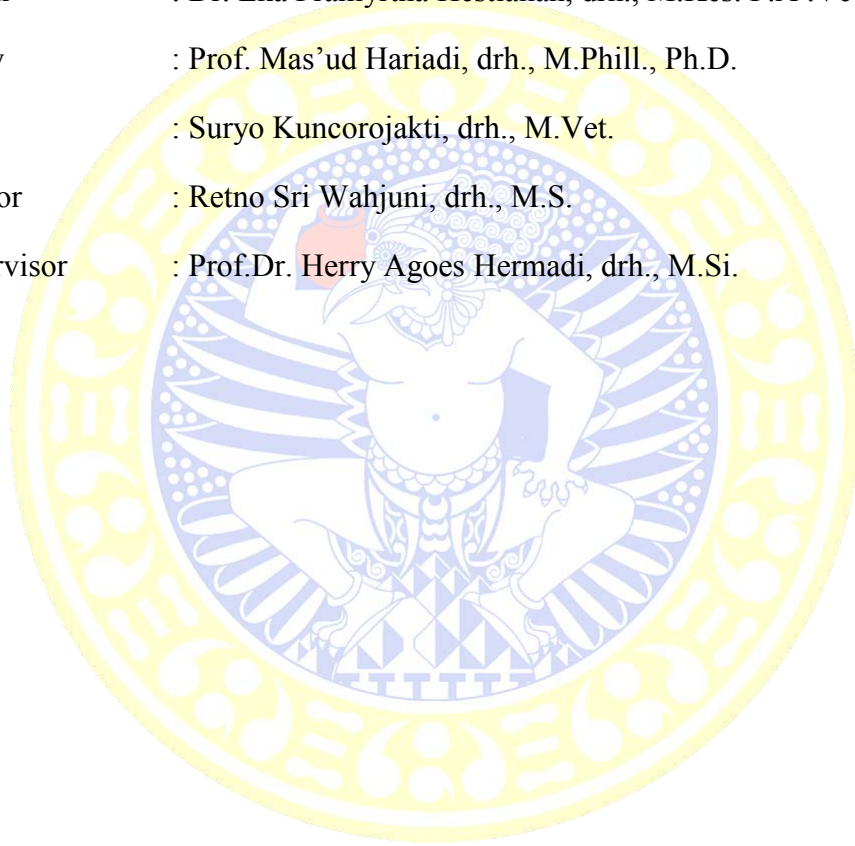 : Prof. Mas’ud Hariadi, drh., M.Phill., Ph.D.
: Suryo Kuncorojakti, drh., M.Vet.
: Retno Sri Wahjuni, drh., M.S.
: Prof.Dr. Herry Agoes Hermadi, drh., M.Si.